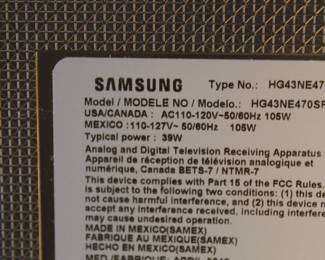 SAMSUNG Type No.: HG43NE47
Model / MODELE NO / Modelo.: HG43NE470SF
USA/CANADA : AC110-120V~50/60Hz 105W
MEXICO :110-127V~ 50/60Hz 105W
Typical power : 39W
Analog and Digital Television Receiving Apparatus
Appareil de réception de télévision analogique et
numérique, Canada BETS-7 / NTMR-7
This device complies with Part 15 of the FCC Rules.
is subject to the following two conditions: (1) this de
not cause harmful interference, and (2) this device m
accept any interference received, including interfere
may cause undesired operation.
MADE IN MEXICO(SAMEX)
FABRIQUE AU MEXIQUE(SAMEX)
HECHO EN MEXICO(SAMEX)